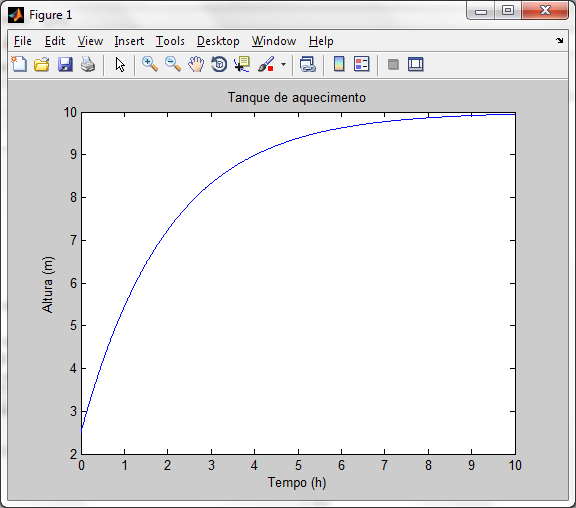 Figure 1
File Edit View Insert Tools Desktop Window Help
Tanque de aquecimento
10
9
8
7
6
5
4
3
2
Altura (m)
0 1 2 3 4 5 6 7 8 9 10
Tempo (h)